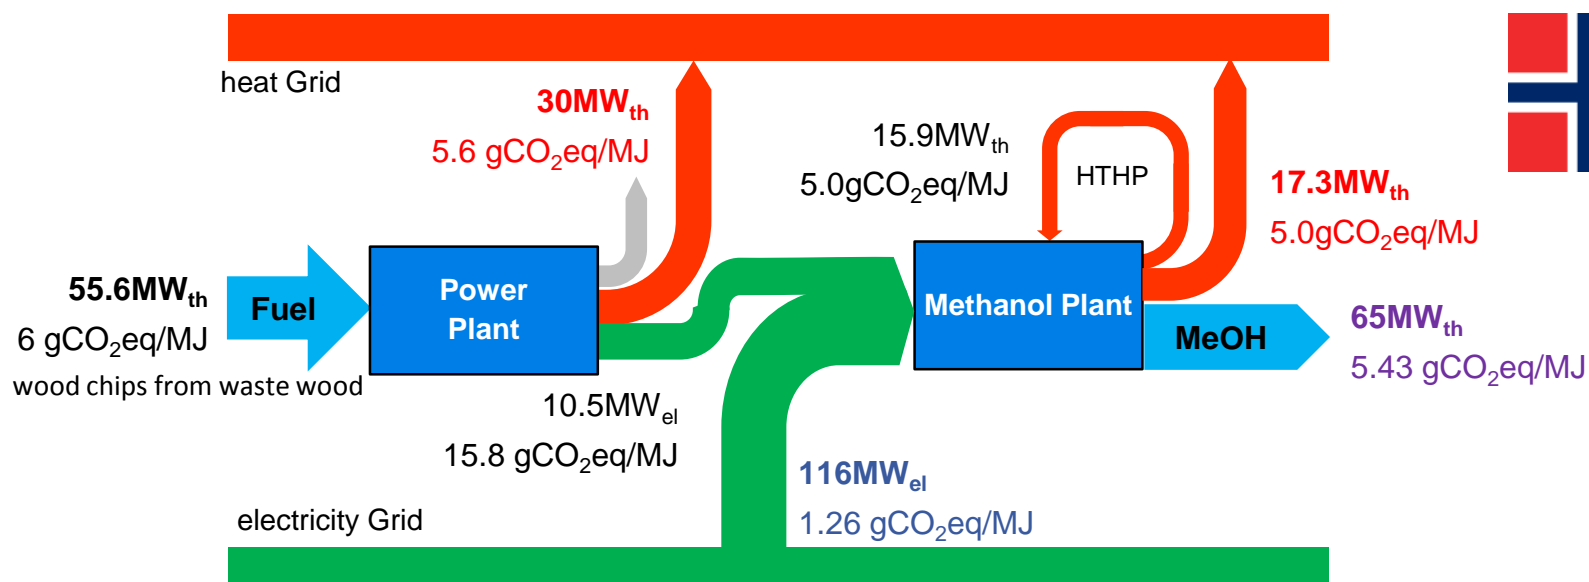 heat Grid
30MWth
5.6 gCO2eq/MJ
15.9MWth
5.0gCO2eq/MJ
HTHP
17.3MWth
5.0gCO2eq/MJ
55.6MWth
6 gCO2eq/MJ
wood chips from waste wood
Fuel
Power
Plant
Methanol Plant
MeOH
65MWth
5.43 gCO2eq/MJ
10.5MWel
15.8 gCO2eq/MJ
116MWel
1.26 gCO2eq/MJ
electricity Grid